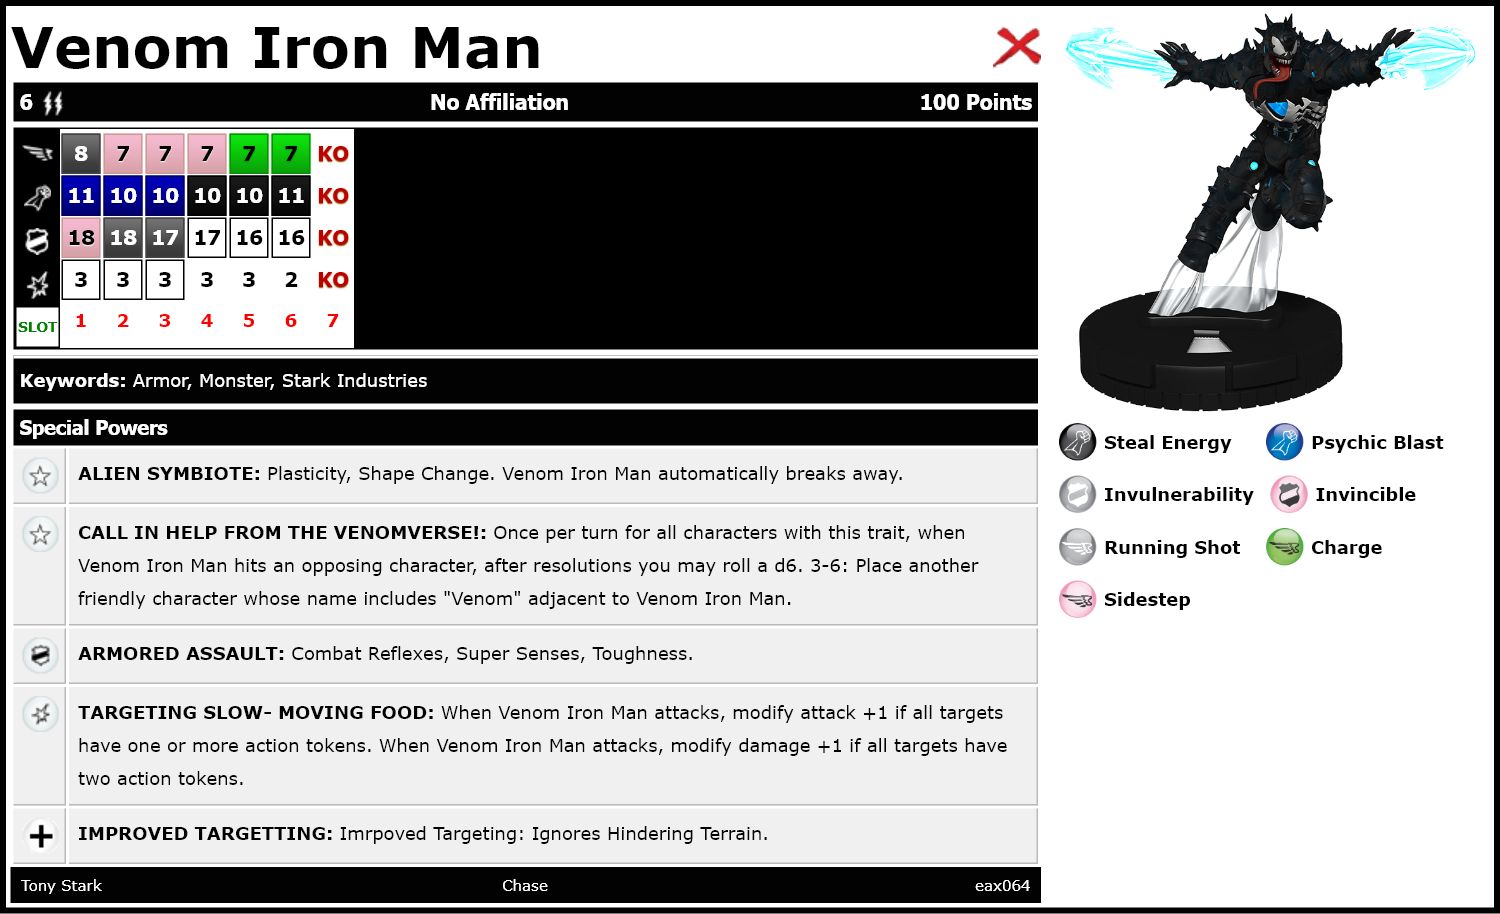 Venom Iron Man
6 No Affiliation 100 Points
8 7 7 7 7 7 KO
11 10 10 10 10 11 KO
18 18 17 17 16 16 KO
3 3 3 3 3 2 KO
SLOT 1 2 3 4 5 6 7
Keywords: Armor, Monster, Stark Industries
Special Powers
ALIEN SYMBIOTE: Plasticity, Shape Change. Venom Iron Man automatically breaks away.
CALL IN HELP FROM THE VENOMVERSE!: Once per turn for all characters with this trait, when
Venom Iron Man hits an opposing character, after resolutions you may roll a d6. 3-6: Place another
friendly character whose name includes "Venom" adjacent to Venom Iron Man.
ARMORED ASSAULT: Combat Reflexes, Super Senses, Toughness.
TARGETING SLOW- MOVING FOOD: When Venom Iron Man attacks, modify attack +1 if all targets
have one or more action tokens. When Venom Iron Man attacks, modify damage +1 if all targets have
two action tokens.
IMPROVED TARGETTING: Imrpoved Targeting: Ignores Hindering Terrain.
Tony Stark Chase eax064
Steal Energy Psychic Blast
Invulnerability Invincible
Running Shot Charge
Sidestep